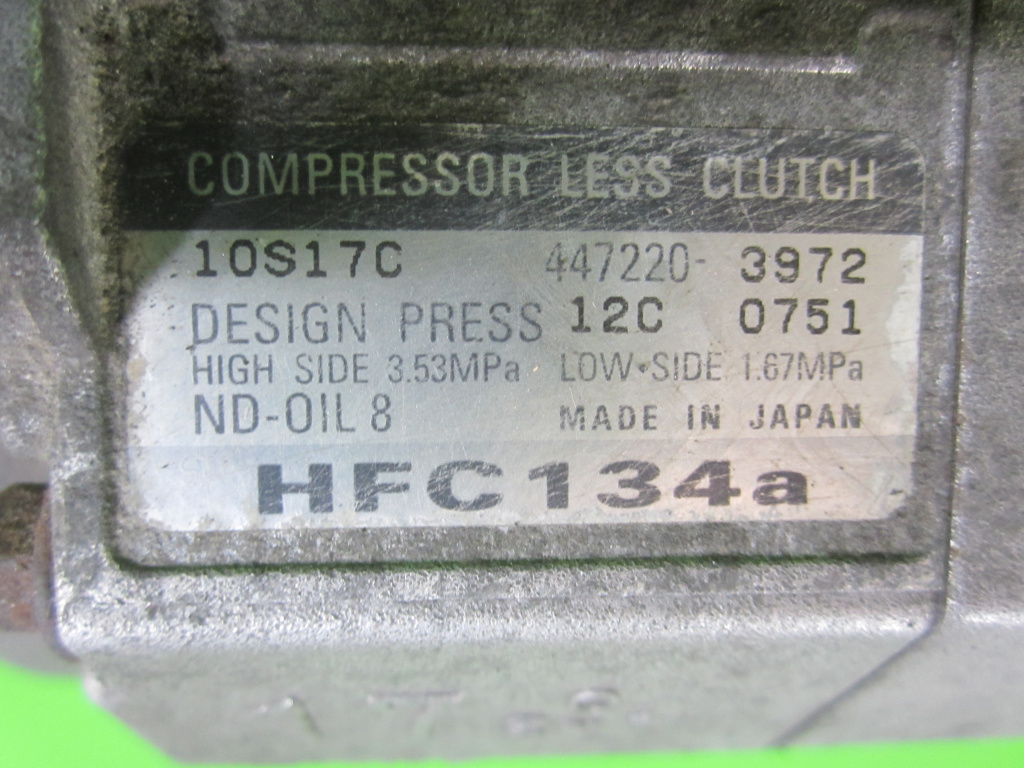 COMPRESSOR LESS CLUTCH
10S17C 447220- 3972
DESIGN PRESS 12C 0751
HIGH SIDE 3.53MPa LOW SIDE 1.67MPa
ND-OIL 8 MADE IN JAPAN
HFC134a